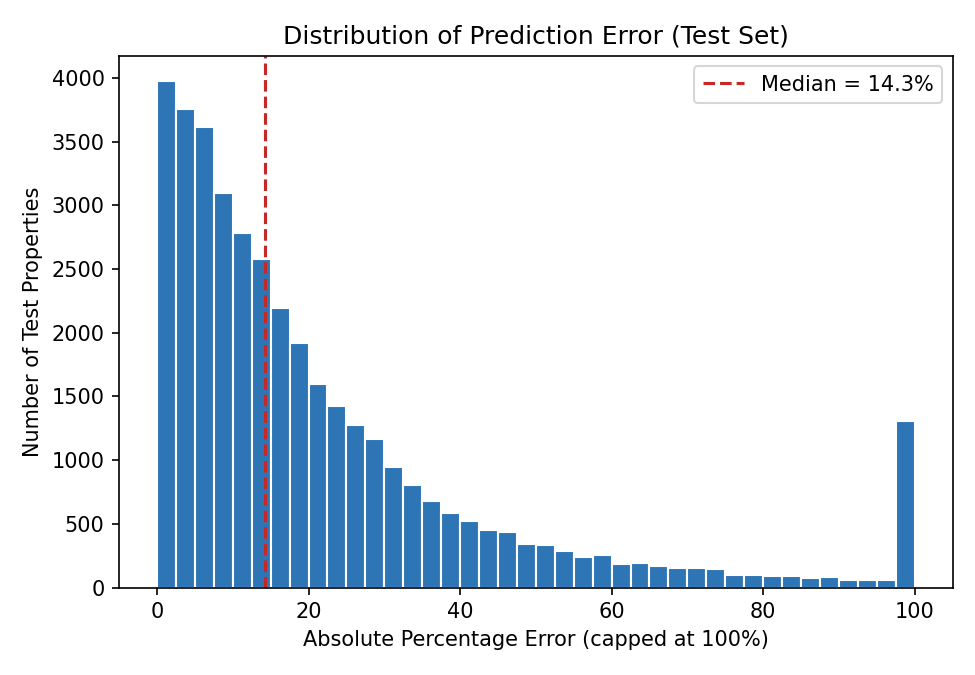 Distribution of Prediction Error (Test Set)
Median = 14.3%
Number of Test Properties
4000
3500
3000
2500
2000
1500
1000
500
0
0 20 40 60 80 100
Absolute Percentage Error (capped at 100%)